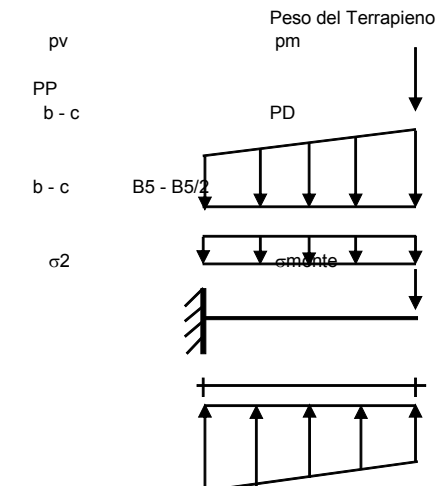 Peso del Terrapieno
pv pm
PP
b - c PD
b - c B5 - B5/2
σ2 σmonte